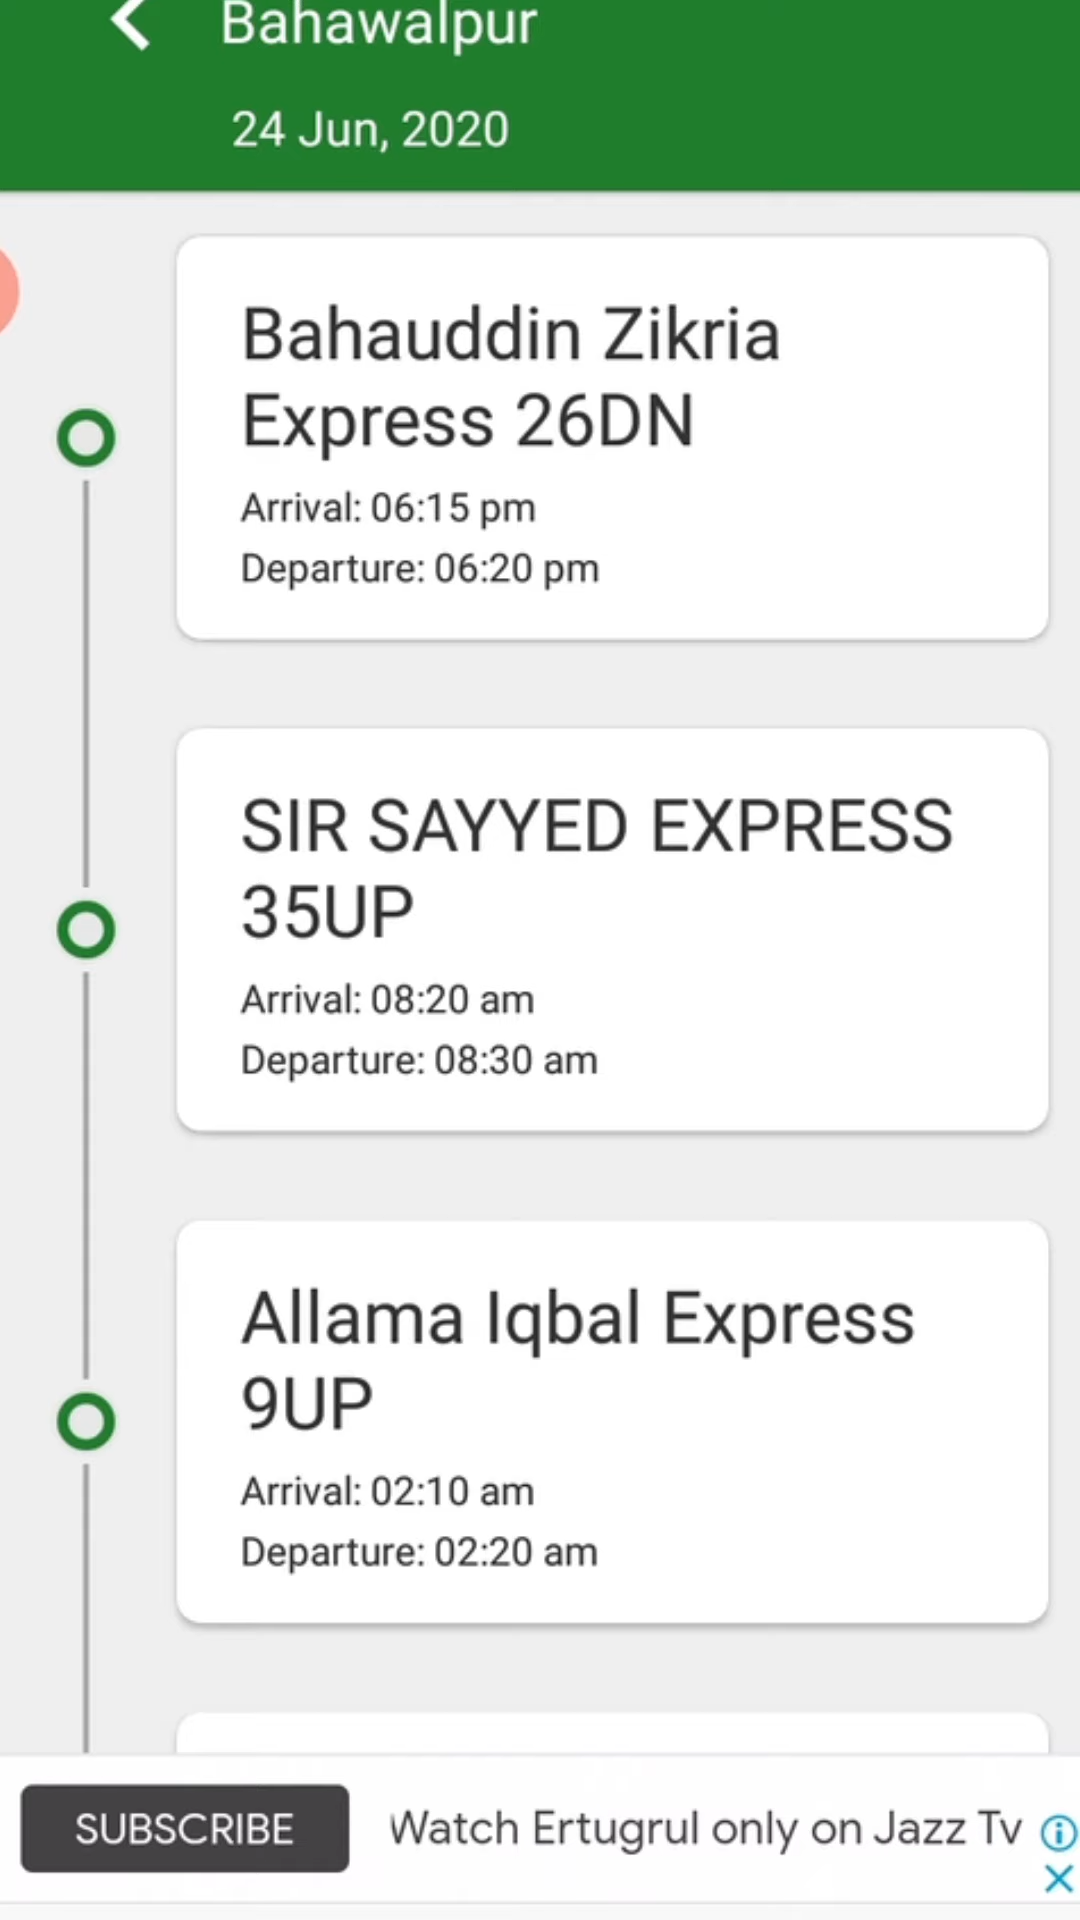 Bahawalpur
24 Jun, 2020
Bahauddin Zikria
Express 26DN
Arrival: 06:15 pm
Departure: 06:20 pm
SIR SAYYED EXPRESS
35UP
Arrival: 08:20 am
Departure: 08:30 am
Allama Iqbal Express
9UP
Arrival: 02:10 am
Departure: 02:20 am
SUBSCRIBE
Watch Ertugrul only on Jazz Tv